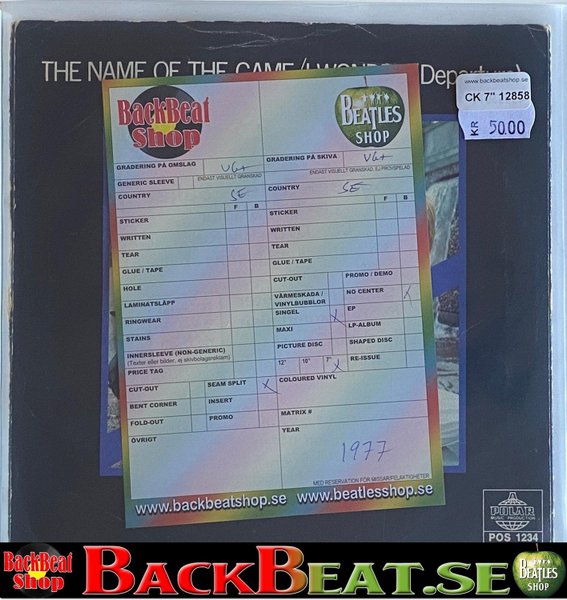 THE NAME OF THE GAME/I WONDER (Departure)
www.backbeatshop.se
CK 7" 12858
KR 50.00
BackBeat Shop
BEATLES SHOP
GRADERING PÅ OMSLAG VG+
ENDAST VISUELLT GRANSKAD
GENERIC SLEEVE
COUNTRY SE
F B
STICKER
WRITTEN
TEAR
GLUE / TAPE
HOLE
LAMINATSLÄPP
RINGWEAR
STAINS
INNERSLEEVE (NON-GENERIC)
(Texter eller bilder, ej skivbolagsreklam)
PRICE TAG
CUT-OUT
SEAM SPLIT X
BENT CORNER
INSERT
FOLD-OUT
PROMO
ÖVRIGT
GRADERING PÅ SKIVA VG+
ENDAST VISUELLT GRANSKAD, EJ PROVSPELAD
COUNTRY SE
F B
STICKER
WRITTEN
TEAR
GLUE / TAPE
CUT-OUT
PROMO / DEMO
VÄRMESKADA / VINYLBUBBLOR
NO CENTER
SINGEL X
EP
MAXI
LP-ALBUM
PICTURE DISC
SHAPED DISC
12" 10" 7" X
RE-ISSUE
COLOURED VINYL
MATRIX #
YEAR
1977
MED RESERVATION FÖR MISSAR/FELAKTIGHETER
www.backbeatshop.se www.beatlesshop.se
POLAR
MUSIC PRODUCTION
POS 1234
BackBeat Shop
BACKBEAT.SE
BEATLES SHOP